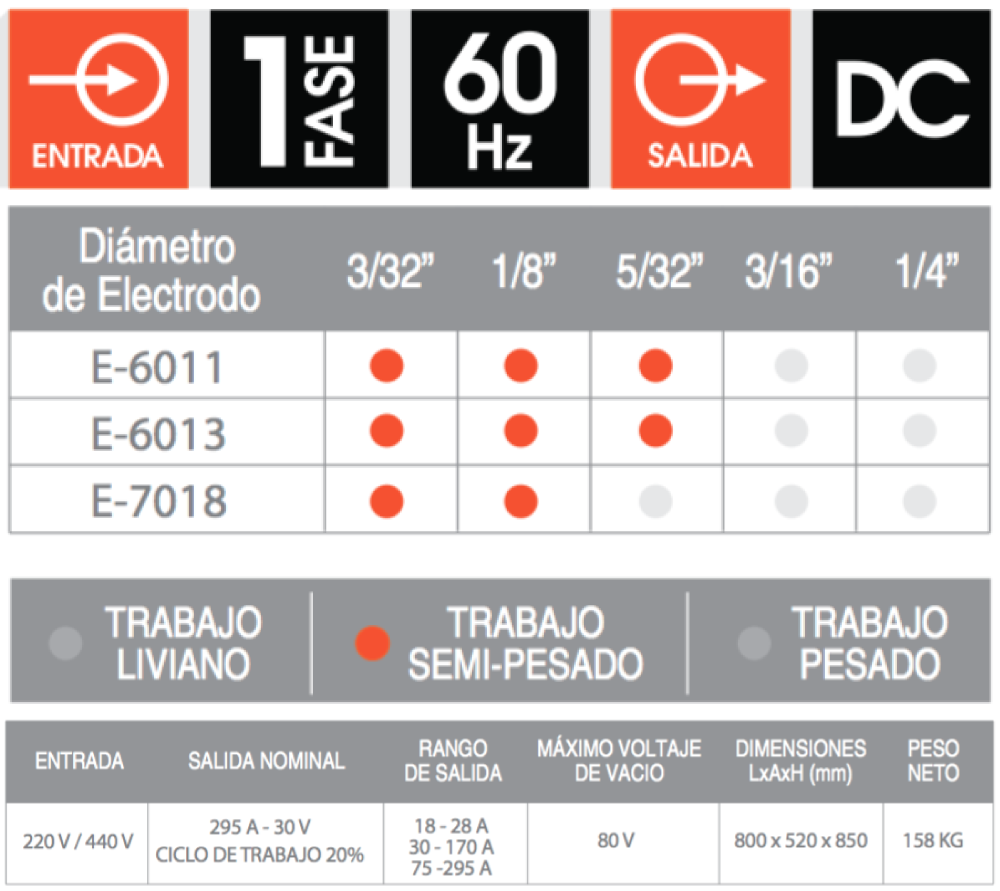 ENTRADA
1 FASE
60
Hz
SALIDA
DC
Diámetro
de Electrodo
3/32” 1/8” 5/32” 3/16” 1/4”
E-6011
E-6013
E-7018
TRABAJO
LIVIANO
TRABAJO
SEMI-PESADO
TRABAJO
PESADO
ENTRADA
SALIDA NOMINAL
RANGO
DE SALIDA
MÁXIMO VOLTAJE
DE VACIO
DIMENSIONES
LxAxH (mm)
PESO
NETO
220 V / 440 V
295 A - 30 V
CICLO DE TRABAJO 20%
18 - 28 A
30 - 170 A
75 -295 A
80 V
800 x 520 x 850
158 KG